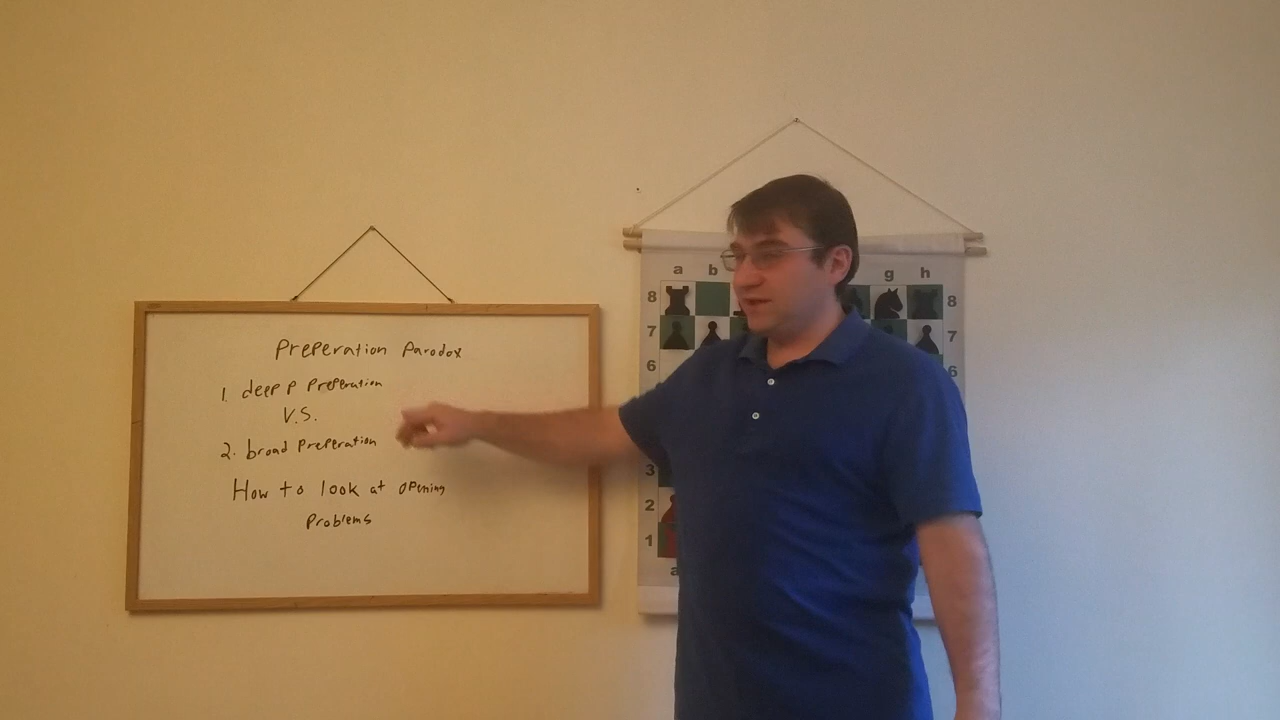 Preperation Parodox
1. deep P Preperation
V.S.
2. broad Preperation
How to look at opening
Problems
a b g h
8 8
7 7
6 6
3
2
1
a